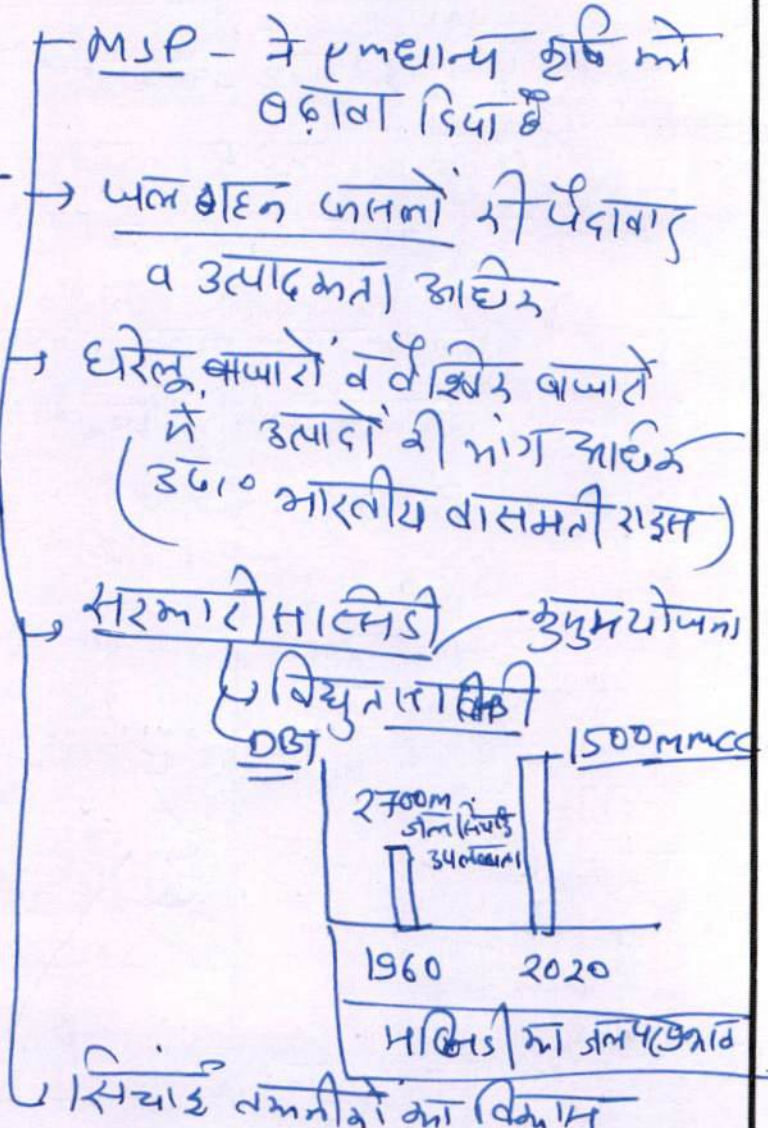 MSP - ने एमधान्य कृषि को
बढ़ावा दिया है
→ जल गहन फसलों की पैदावार
व उत्पादकता अधिक
→ घरेलू बाजारों व वैश्विक बाजारों
में उत्पादों की मांग अधिक
(उदा० भारतीय बासमती राइस)
→ सरकारी सब्सिडी - कुसुम योजना
→ विद्युत सब्सिडी
DBT
1500 mmcc
2700m
जल सिंचाई
उपलब्धता
1960 2020
सब्सिडी का जल पर प्रभाव
सिंचाई तकनीकों का विकास